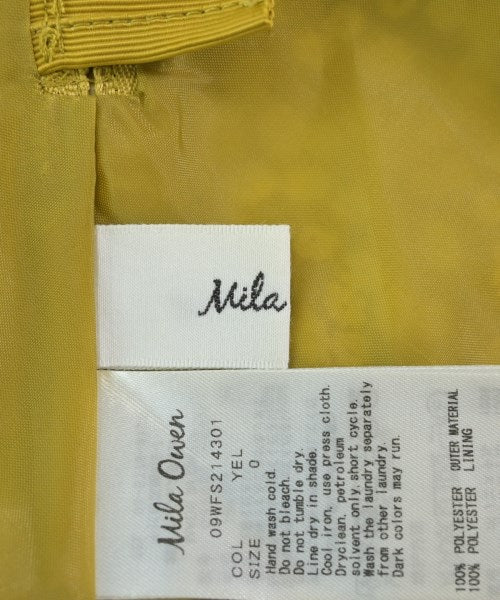 Mila
Mila Owen
09WFS214301
COL YEL
SIZE 0
Hand wash cold.
Do not bleach.
Do not tumble dry.
Line dry in shade.
Cool iron, use press cloth.
Dryclean, petroleum
solvent only, short cycle.
Wash the laundry separately
from other laundry.
Dark colors may run.
100% POLYESTER OUTER MATERIAL
100% POLYESTER LINING